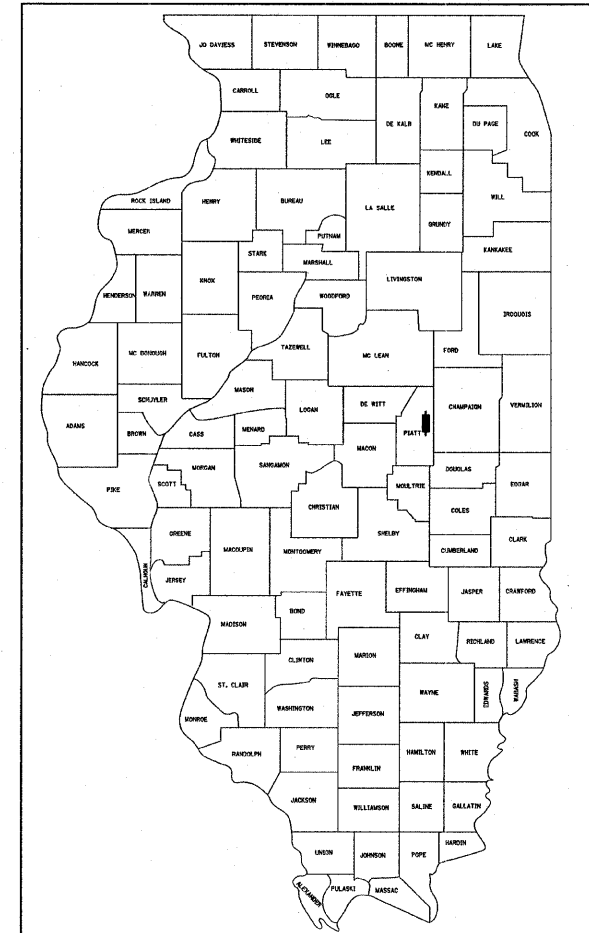 JO DAVIESS STEVENSON WINNEBAGO BOONE MC HENRY LAKE
CARROLL OGLE DE KALB KANE DU PAGE COOK
WHITESIDE LEE
KENDALL
ROCK ISLAND HENRY BUREAU LA SALLE WILL
MERCER PUTNAM GRUNDY
STARK MARSHALL KANKAKEE
HENDERSON WARREN KNOX PEORIA WOODFORD LIVINGSTON IROQUOIS
HANCOCK MC DONOUGH FULTON TAZEWELL MC LEAN FORD
SCHUYLER MASON LOGAN DE WITT CHAMPAIGN VERMILION
ADAMS BROWN CASS MENARD MACON PIATT
PIKE SCOTT MORGAN SANGAMON MOULTRIE DOUGLAS EDGAR
CHRISTIAN COLES
GREENE MACOUPIN MONTGOMERY SHELBY CUMBERLAND CLARK
CALHOUN JERSEY FAYETTE EFFINGHAM JASPER CRAWFORD
MADISON BOND CLAY RICHLAND LAWRENCE
CLINTON MARION
ST. CLAIR WAYNE EDWARDS WABASH
MONROE WASHINGTON JEFFERSON
RANDOLPH PERRY HAMILTON WHITE
FRANKLIN
JACKSON WILLIAMSON SALINE GALLATIN
UNION JOHNSON POPE HARDIN
ALEXANDER PULASKI MASSAC